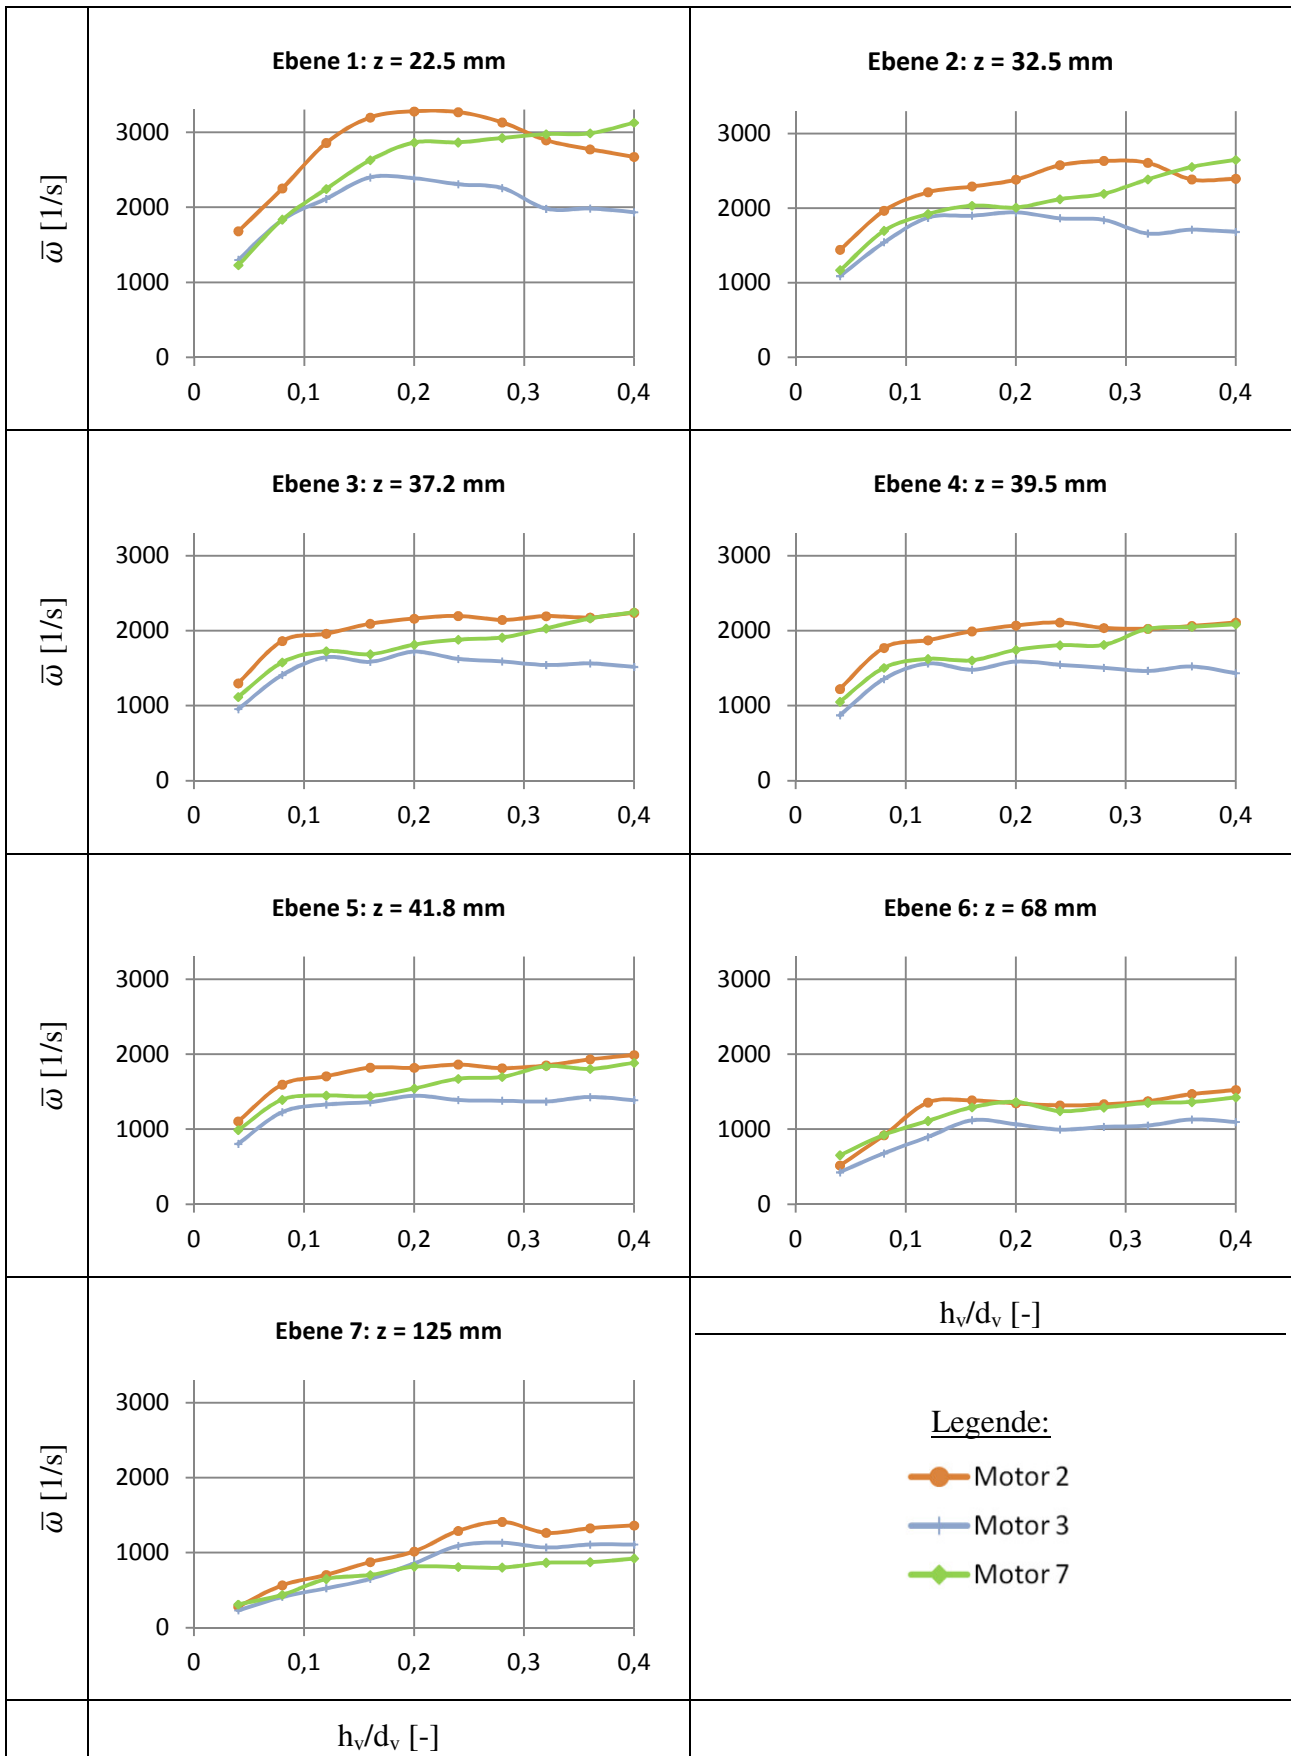 Ebene 1: z = 22.5 mm
ω̅ [1/s]
3000
2000
1000
0
0 0,1 0,2 0,3 0,4
Ebene 2: z = 32.5 mm
3000
2000
1000
0
0 0,1 0,2 0,3 0,4
Ebene 3: z = 37.2 mm
ω̅ [1/s]
3000
2000
1000
0
0 0,1 0,2 0,3 0,4
Ebene 4: z = 39.5 mm
3000
2000
1000
0
0 0,1 0,2 0,3 0,4
Ebene 5: z = 41.8 mm
ω̅ [1/s]
3000
2000
1000
0
0 0,1 0,2 0,3 0,4
Ebene 6: z = 68 mm
3000
2000
1000
0
0 0,1 0,2 0,3 0,4
Ebene 7: z = 125 mm
ω̅ [1/s]
3000
2000
1000
0
0 0,1 0,2 0,3 0,4
hᵥ/dᵥ [-]
Legende:
Motor 2
Motor 3
Motor 7
hᵥ/dᵥ [-]